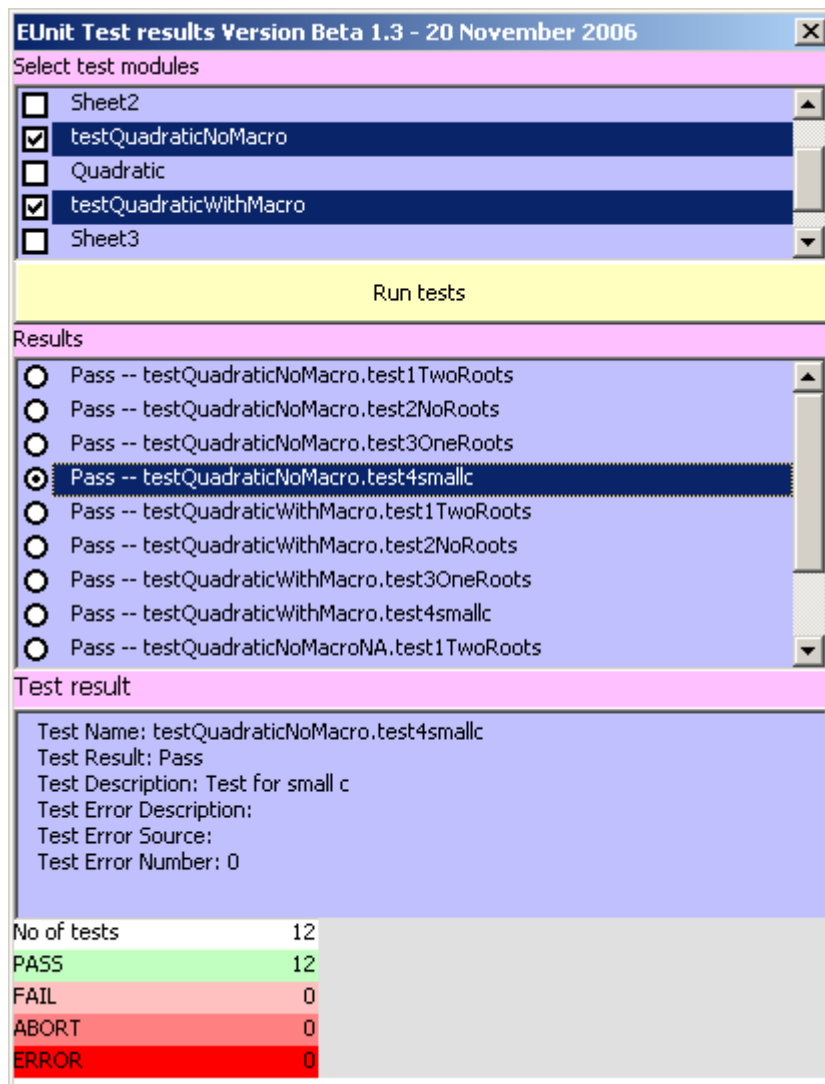 EUnit Test results Version Beta 1.3 - 20 November 2006
Select test modules
Sheet2
testQuadraticNoMacro
Quadratic
testQuadraticWithMacro
Sheet3
Run tests
Results
Pass -- testQuadraticNoMacro.test1TwoRoots
Pass -- testQuadraticNoMacro.test2NoRoots
Pass -- testQuadraticNoMacro.test3OneRoots
Pass -- testQuadraticNoMacro.test4smallc
Pass -- testQuadraticWithMacro.test1TwoRoots
Pass -- testQuadraticWithMacro.test2NoRoots
Pass -- testQuadraticWithMacro.test3OneRoots
Pass -- testQuadraticWithMacro.test4smallc
Pass -- testQuadraticNoMacroNA.test1TwoRoots
Test result
Test Name: testQuadraticNoMacro.test4smallc
Test Result: Pass
Test Description: Test for small c
Test Error Description:
Test Error Source:
Test Error Number: 0
No of tests 12
PASS 12
FAIL 0
ABORT 0
ERROR 0